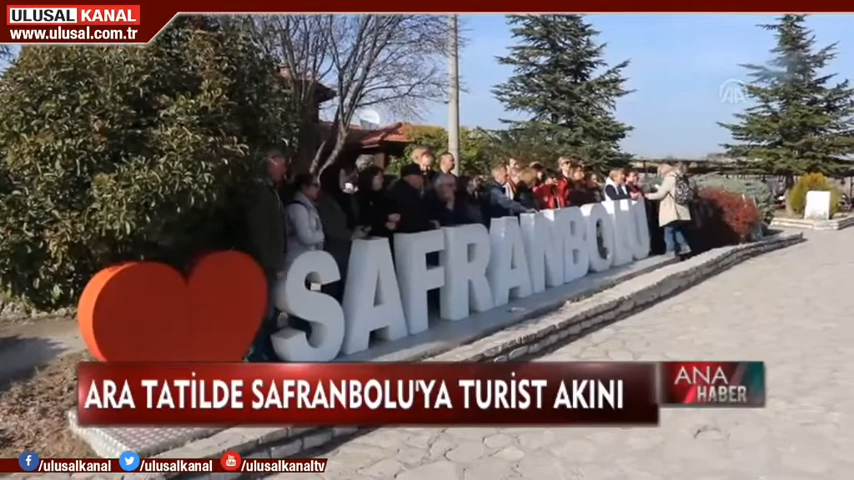 ULUSAL KANAL
www.ulusal.com.tr
AA
SAFRANBOLU
ARA TATİLDE SAFRANBOLU'YA TURİST AKINI
ANA
HABER
/ulusalkanal /ulusalkanal /ulusalkanaltv